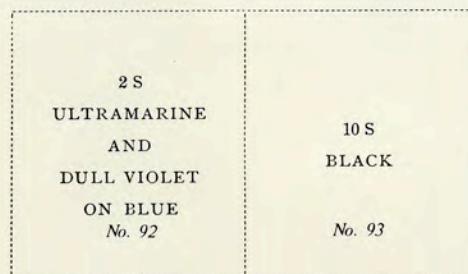 2 S
ULTRAMARINE
AND
DULL VIOLET
ON BLUE
No. 92
10 S
BLACK
No. 93